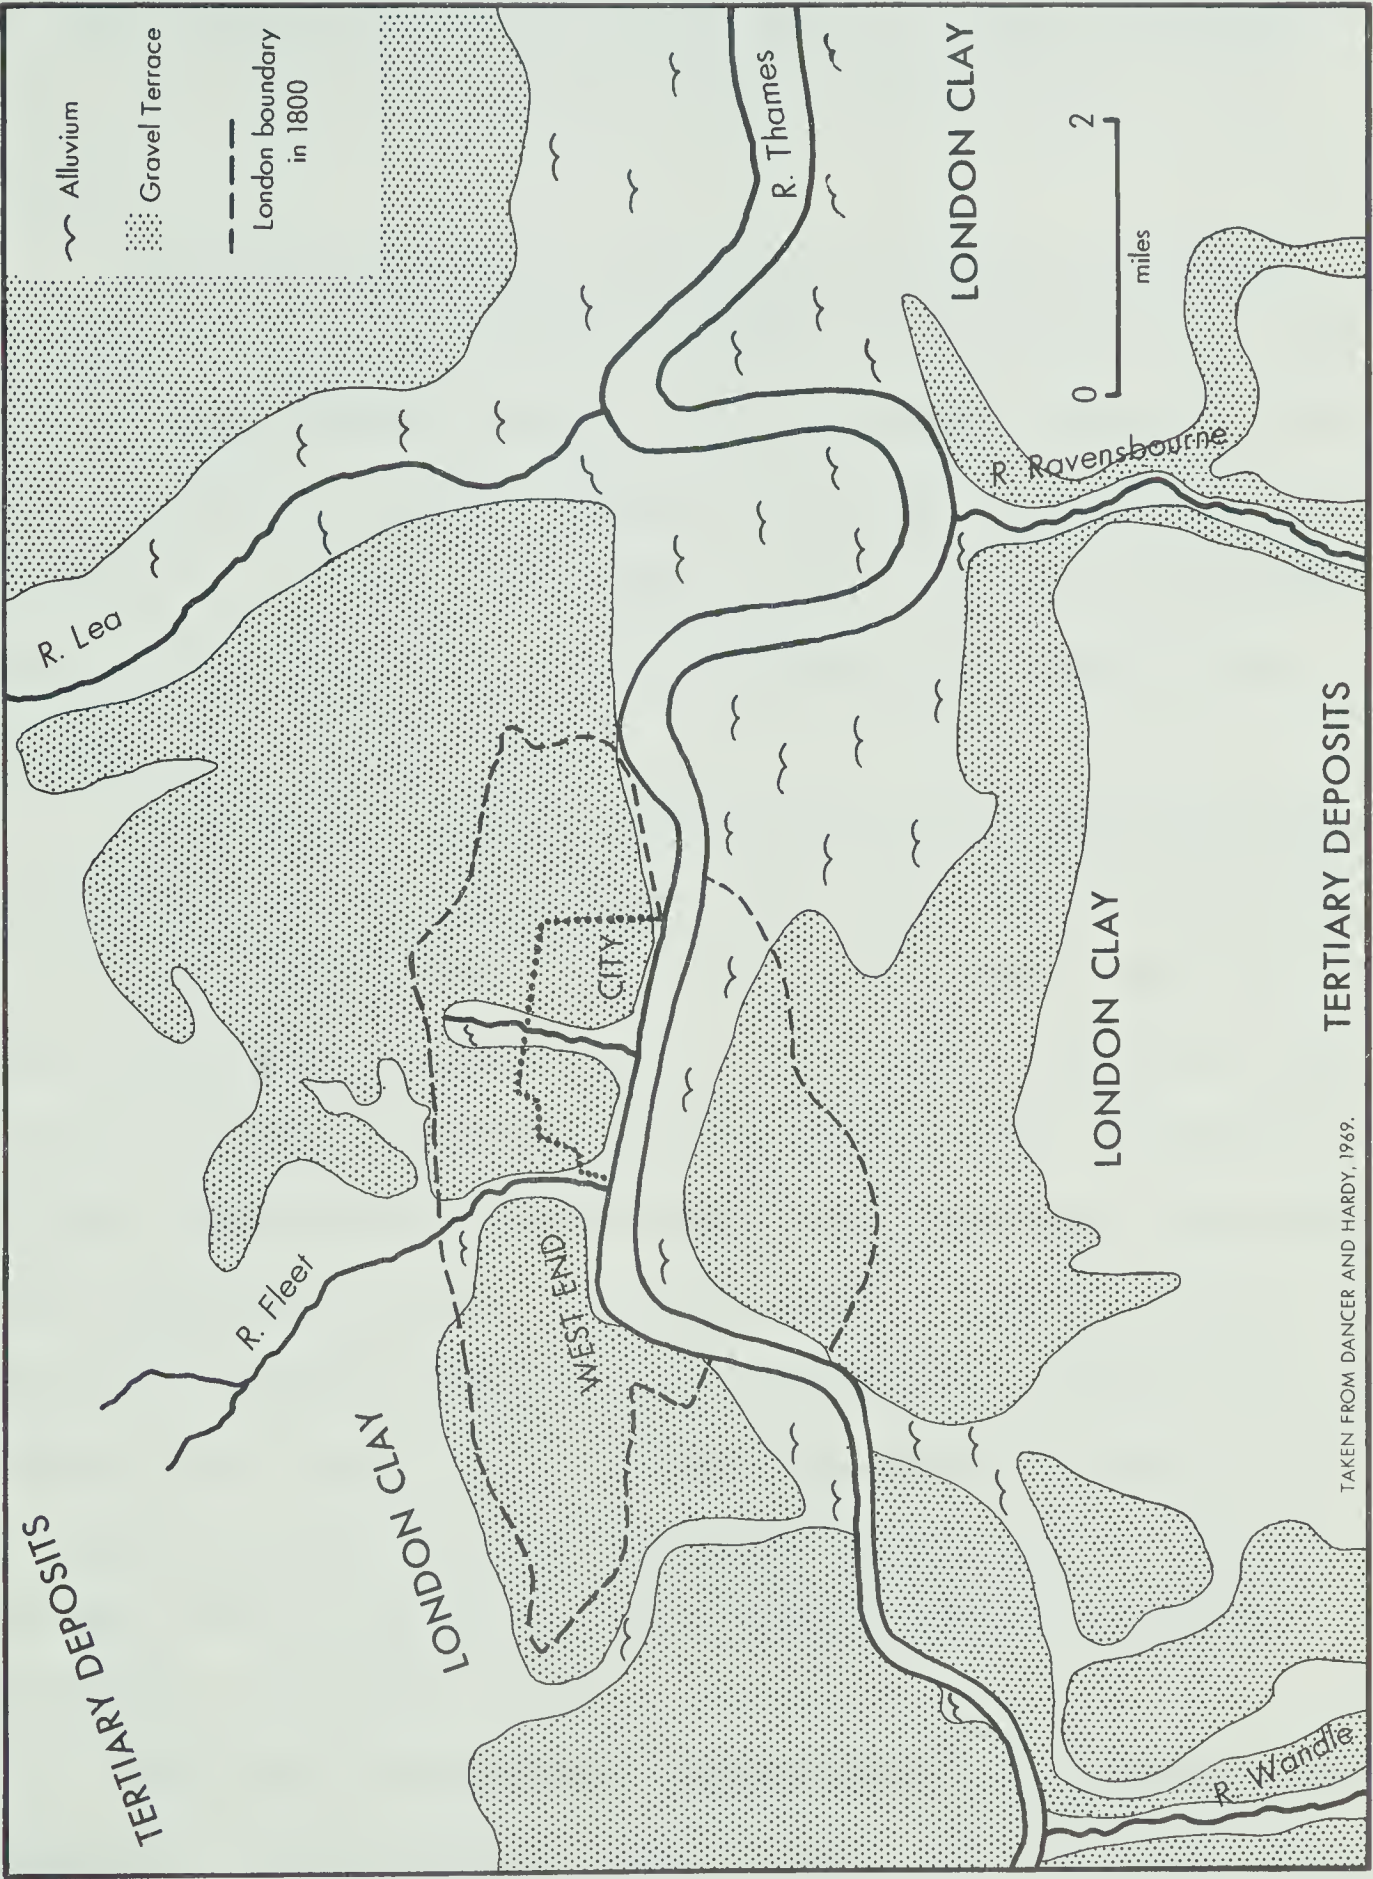 Alluvium
Gravel Terrace
London boundary
in 1800
TERTIARY DEPOSITS
LONDON CLAY
R. Fleet
R. Lea
WEST END
CITY
R. Thames
LONDON CLAY
0
2
miles
R. Ravensbourne
LONDON CLAY
TERTIARY DEPOSITS
R. Wandle
TAKEN FROM DANCER AND HARDY, 1969.